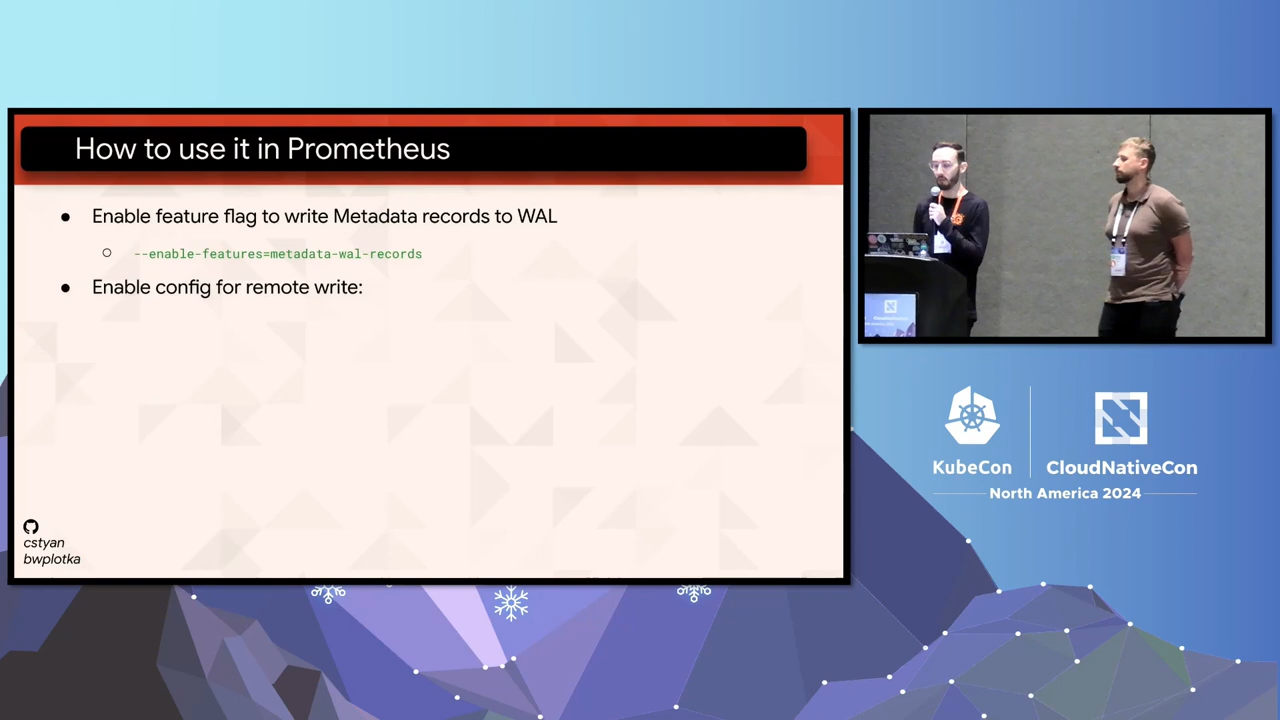 How to use it in Prometheus
● Enable feature flag to write Metadata records to WAL
○ --enable-features=metadata-wal-records
● Enable config for remote write:
cstyan
bwplotka
KubeCon
CloudNativeCon
North America 2024